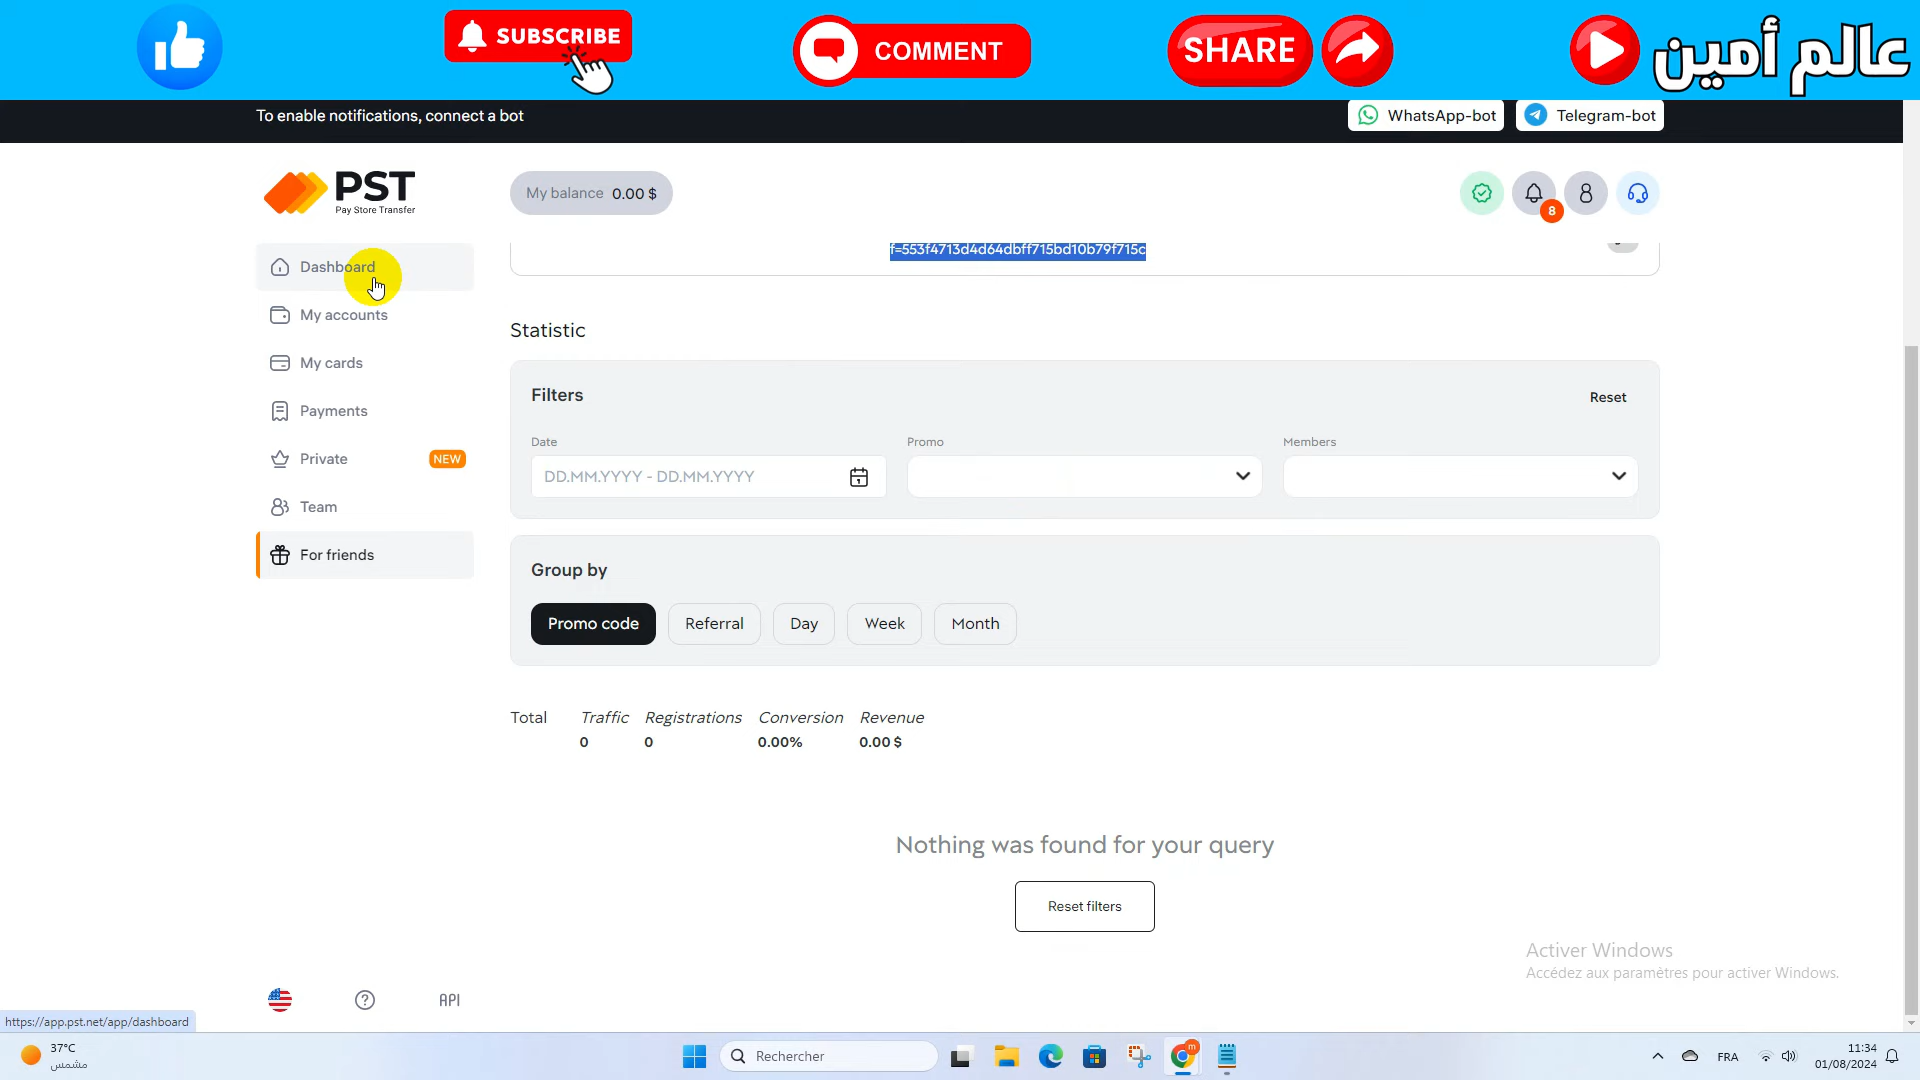 SUBSCRIBE
COMMENT
SHARE
عالم أمين
To enable notifications, connect a bot
WhatsApp-bot
Telegram-bot
PST
Pay Store Transfer
My balance 0.00 $
8
f=553f4713d4d64dbff715bd10b79f715c
Dashboard
My accounts
My cards
Payments
Private NEW
Team
For friends
Statistic
Filters
Reset
Date
Promo
Members
DD.MM.YYYY - DD.MM.YYYY
Group by
Promo code
Referral
Day
Week
Month
Total Traffic Registrations Conversion Revenue
0 0 0.00% 0.00 $
Nothing was found for your query
Reset filters
Activer Windows
Accédez aux paramètres pour activer Windows.
API
https://app.pst.net/app/dashboard
37°C
مشمس
Rechercher
m
FRA
11:34
01/08/2024